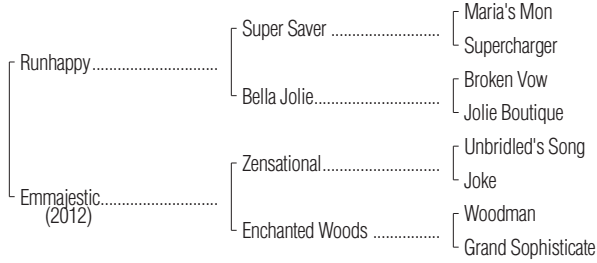 Maria's Mon
Super Saver ........................
Supercharger
Runhappy...........................
Broken Vow
Bella Jolie...........................
Jolie Boutique
Unbridled's Song
Zensational.........................
Joke
Emmajestic.........................
(2012)
Woodman
Enchanted Woods ...............
Grand Sophisticate